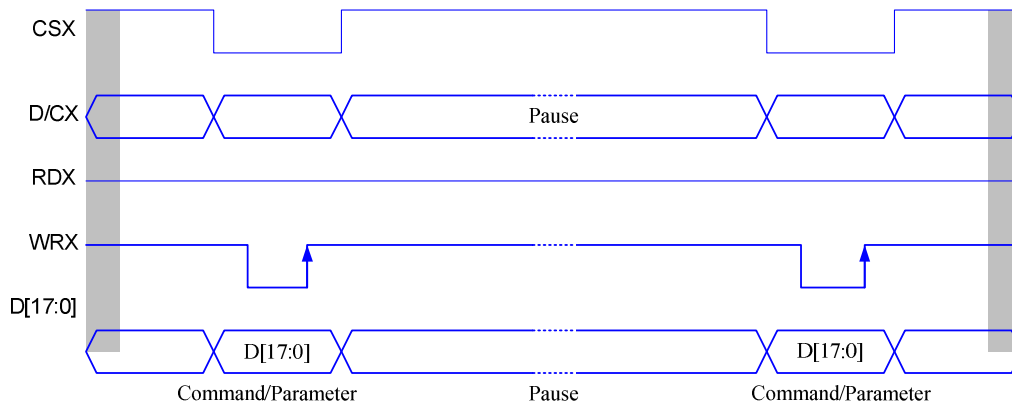 CSX
D/CX
Pause
RDX
WRX
D[17:0]
D[17:0] D[17:0]
Command/Parameter Pause Command/Parameter